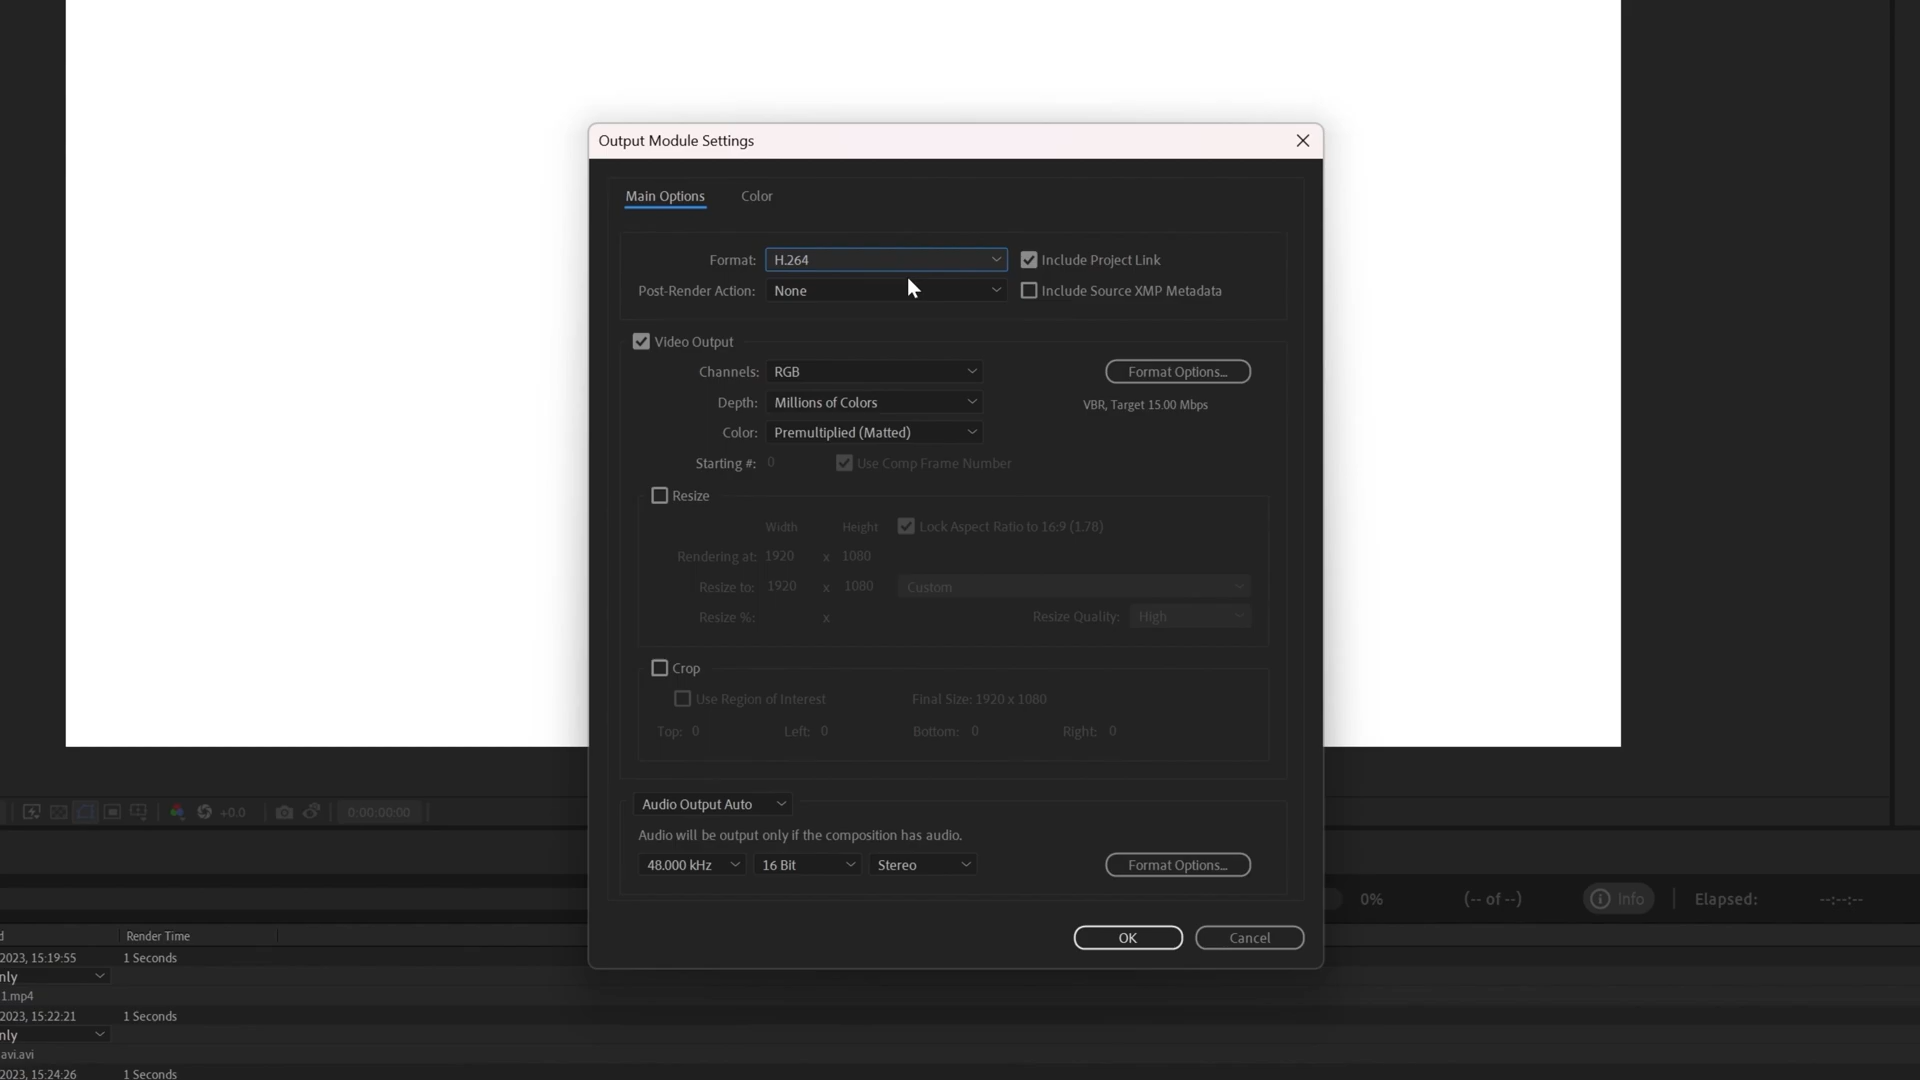 Output Module Settings
Main Options Color
Format: H.264 Include Project Link
Post-Render Action: None Include Source XMP Metadata
Video Output
Channels: RGB Format Options...
Depth: Millions of Colors VBR, Target 15.00 Mbps
Color: Premultiplied (Matted)
Starting #: 0 Use Comp Frame Number
Resize
Width Height Lock Aspect Ratio to 16:9 (1.78)
Rendering at: 1920 x 1080
Resize to: 1920 x 1080 Custom
Resize %: x Resize Quality: High
Crop
Use Region of Interest Final Size: 1920 x 1080
Top: 0 Left: 0 Bottom: 0 Right: 0
Audio Output Auto
+0.0 0:00:00:00
Audio will be output only if the composition has audio.
48.000 kHz 16 Bit Stereo Format Options...
0% (-- of --) Info Elapsed: --:--:--
OK Cancel
d Render Time
2023, 15:19:55 1 Seconds
nly
1.mp4
2023, 15:22:21 1 Seconds
nly
avi.avi
2023, 15:24:26 1 Seconds